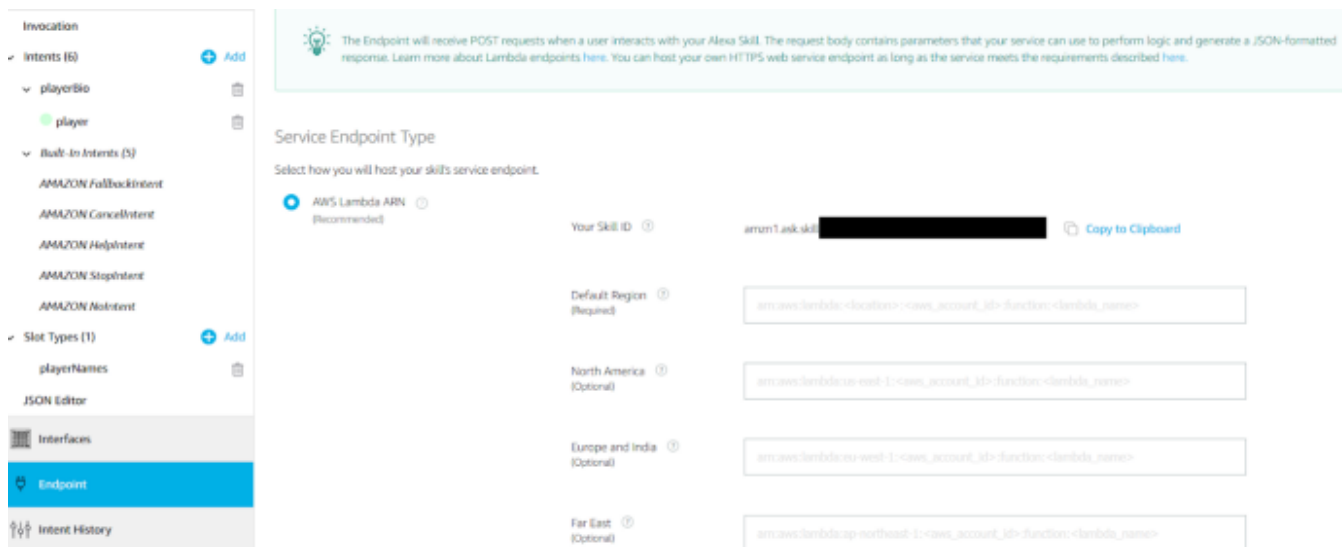 Invocation
Intents (6)
Add
playerBio
player
Built-In Intents (5)
AMAZON.FallbackIntent
AMAZON.CancelIntent
AMAZON.HelpIntent
AMAZON.StopIntent
AMAZON.NoIntent
Slot Types (1)
Add
playerNames
JSON Editor
Interfaces
Endpoint
Intent History
The Endpoint will receive POST requests when a user interacts with your Alexa Skill. The request body contains parameters that your service can use to perform logic and generate a JSON-formatted
response. Learn more about Lambda endpoints here. You can host your own HTTPS web service endpoint as long as the service meets the requirements described here.
Service Endpoint Type
Select how you will host your skill's service endpoint.
AWS Lambda ARN
(Recommended)
Your Skill ID
amzn1.ask.skill
Copy to Clipboard
Default Region
(Required)
arn:aws:lambda:<location>:<aws_account_id>:function:<lambda_name>
North America
(Optional)
arn:aws:lambda:us-east-1:<aws_account_id>:function:<lambda_name>
Europe and India
(Optional)
arn:aws:lambda:eu-west-1:<aws_account_id>:function:<lambda_name>
Far East
(Optional)
arn:aws:lambda:ap-northeast-1:<aws_account_id>:function:<lambda_name>